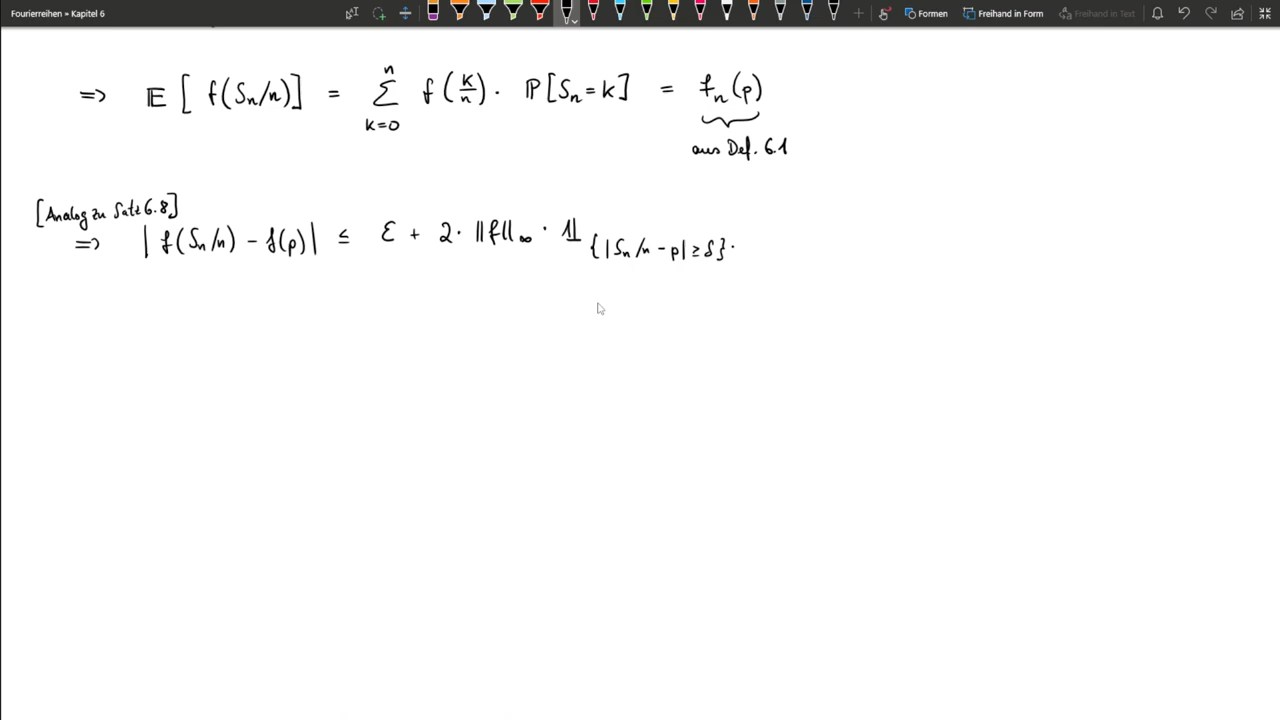 Fourierreihen » Kapitel 6
Formen Freihand in Form Freihand in Text
=> 𝔼[f(Sₙ/n)] = ∑ₖ₌₀ⁿ f(k/n) · ℙ[Sₙ = k] = fₙ(p)
aus Def. 6.1
[Analog zu Satz 6.8]
=> |f(Sₙ/n) - f(p)| ≤ ε + 2 · ||f||∞ · 𝟙{|Sₙ/n - p| ≥ δ}.